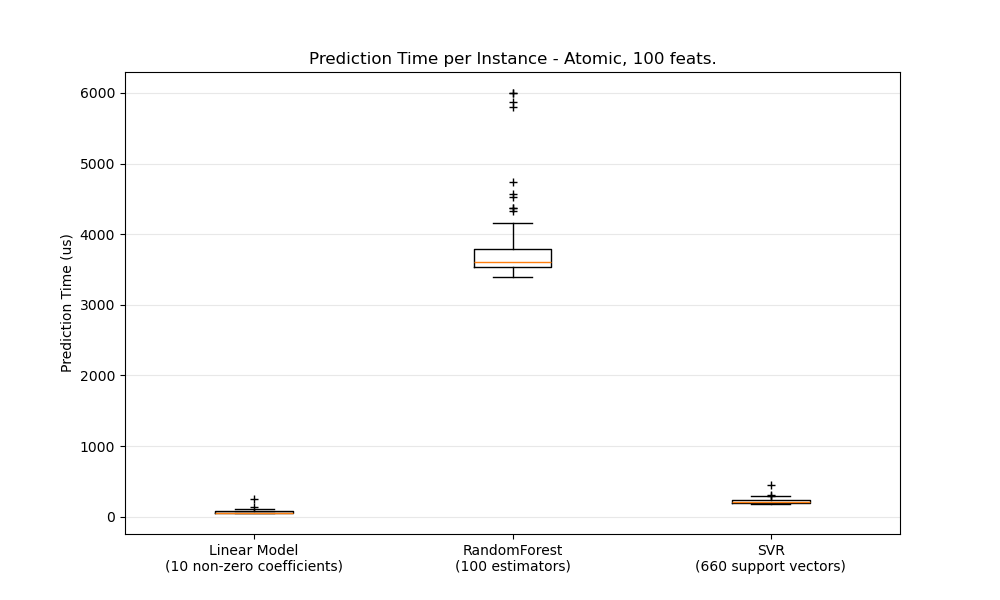 Prediction Time per Instance - Atomic, 100 feats.
Prediction Time (us)
6000
5000
4000
3000
2000
1000
0
Linear Model
(10 non-zero coefficients)
RandomForest
(100 estimators)
SVR
(660 support vectors)